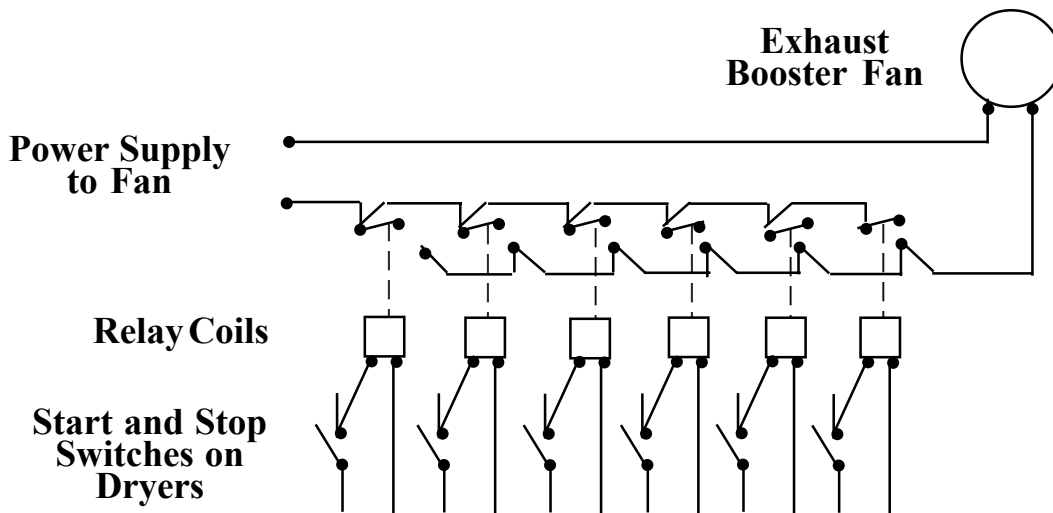 Exhaust
Booster Fan
Power Supply
to Fan
Relay Coils
Start and Stop
Switches on
Dryers